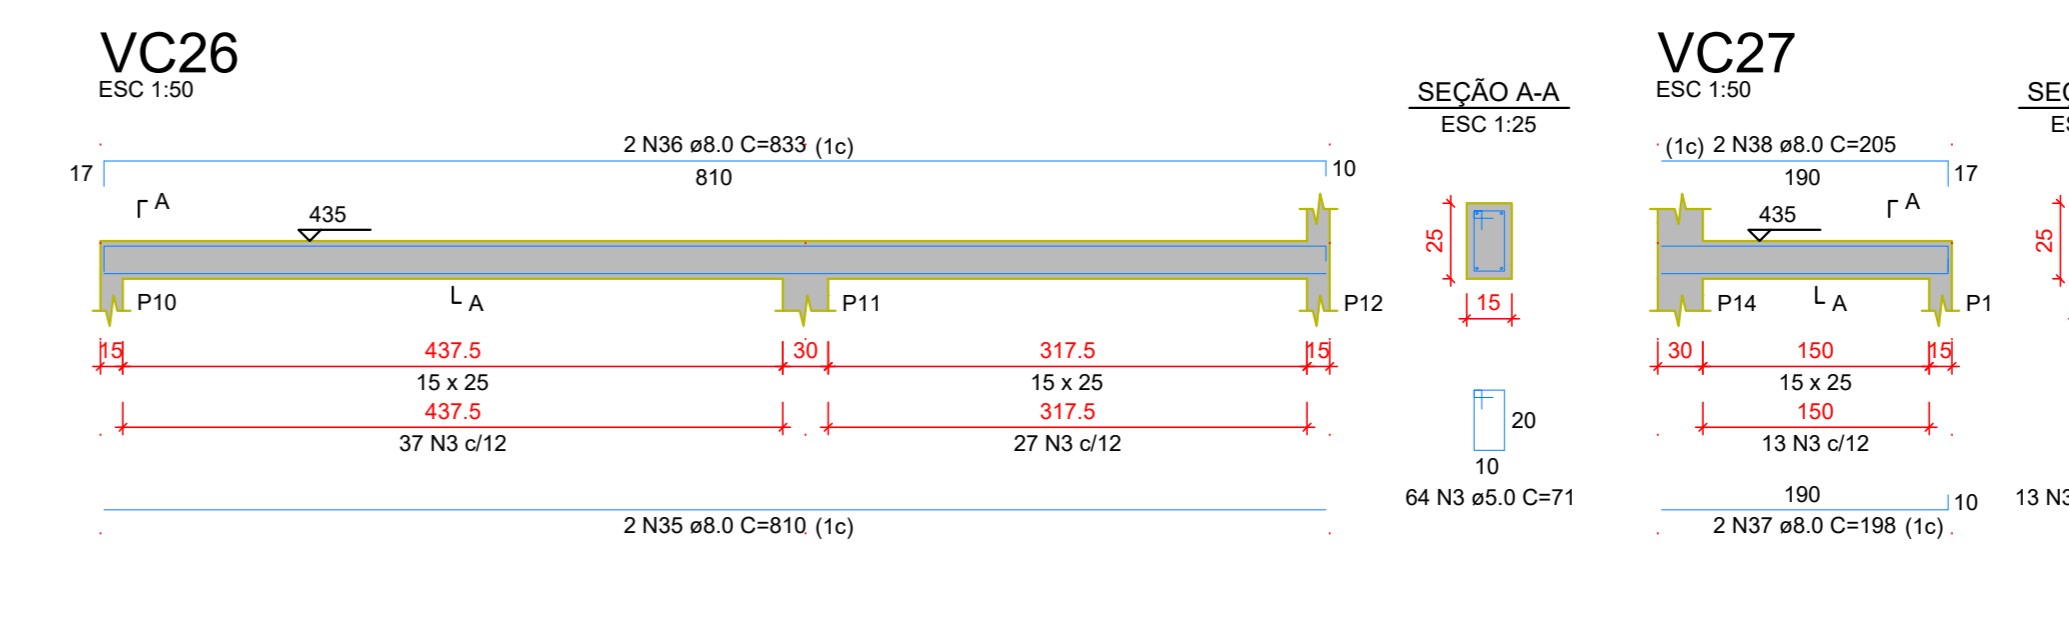 VC26
ESC 1:50
2 N36 ø8.0 C=833 (1c)
17
810
10
A
435
P10
A
P11
P12
15
437.5
30
317.5
15
15 x 25
15 x 25
437.5
317.5
37 N3 c/12
27 N3 c/12
2 N35 ø8.0 C=810 (1c)
SEÇÃO A-A
ESC 1:25
25
15
20
10
64 N3 ø5.0 C=71
VC27
ESC 1:50
(1c) 2 N38 ø8.0 C=205
190
17
A
435
P14
A
P1
30
150
15
15 x 25
150
13 N3 c/12
190
10
2 N37 ø8.0 C=198 (1c)
25
13 N3